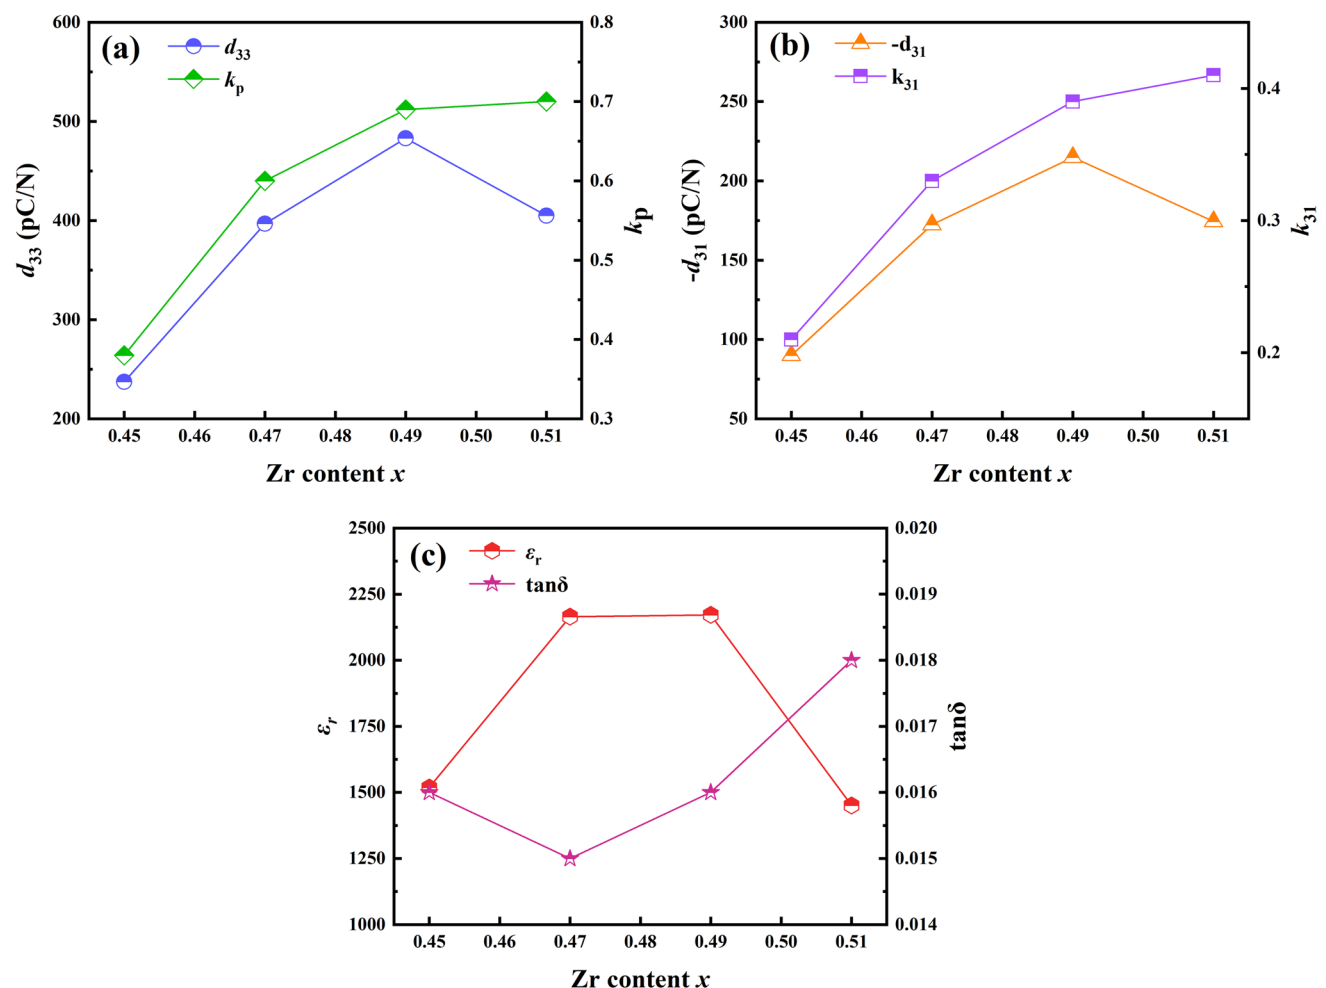 (a)
d33
kp
600
500
400
300
200
0.8
0.7
0.6
0.5
0.4
0.3
d33 (pC/N)
kp
0.45 0.46 0.47 0.48 0.49 0.50 0.51
Zr content x
(b)
-d31
k31
300
250
200
150
100
50
0.4
0.3
0.2
-d31 (pC/N)
k31
0.45 0.46 0.47 0.48 0.49 0.50 0.51
Zr content x
(c)
εr
tanδ
2500
2250
2000
1750
1500
1250
1000
0.020
0.019
0.018
0.017
0.016
0.015
0.014
εr
tanδ
0.45 0.46 0.47 0.48 0.49 0.50 0.51
Zr content x